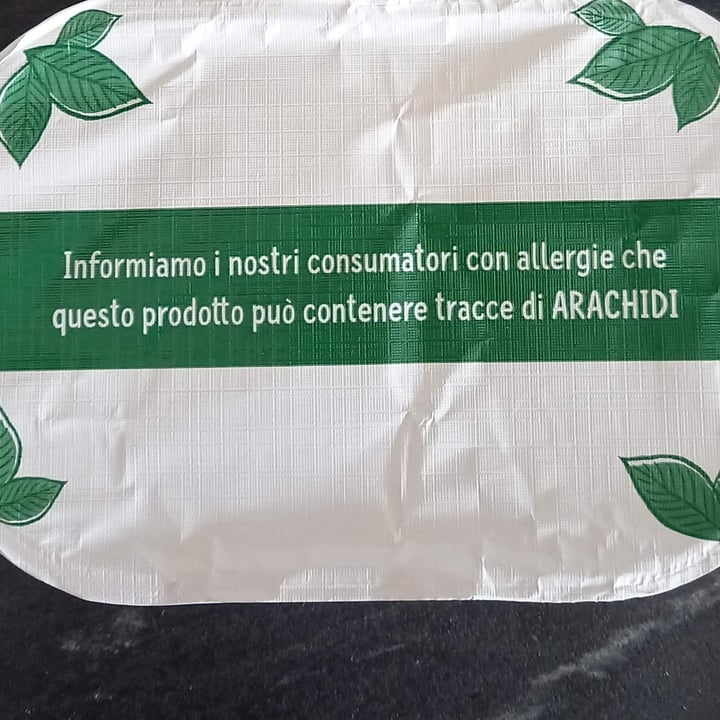 Informiamo i nostri consumatori con allergie che
questo prodotto può contenere tracce di ARACHIDI